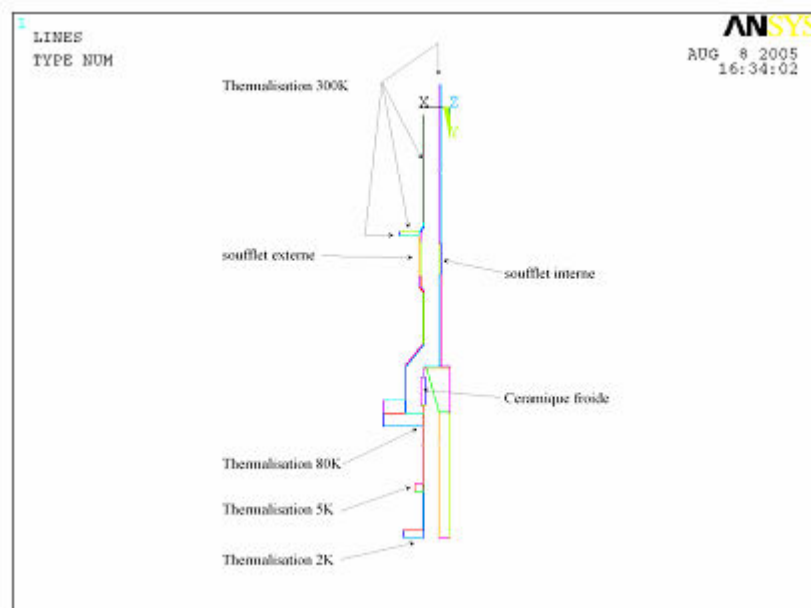 1
LINES
TYPE NUM
ANSYS
AUG 8 2005
16:34:02
Thermalisation 300K
X
Z
Y
soufflet externe
soufflet interne
Ceramique froide
Thermalisation 80K
Thermalisation 5K
Thermalisation 2K